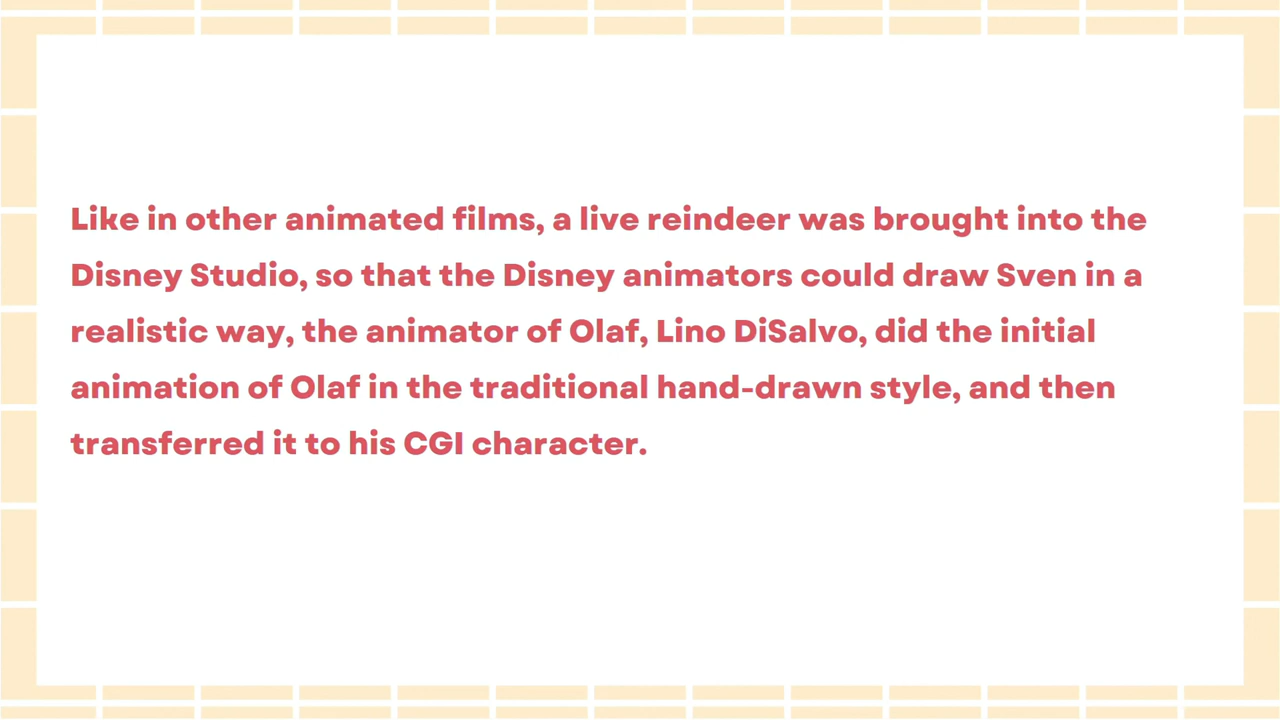 Like in other animated films, a live reindeer was brought into the
Disney Studio, so that the Disney animators could draw Sven in a
realistic way, the animator of Olaf, Lino DiSalvo, did the initial
animation of Olaf in the traditional hand-drawn style, and then
transferred it to his CGI character.